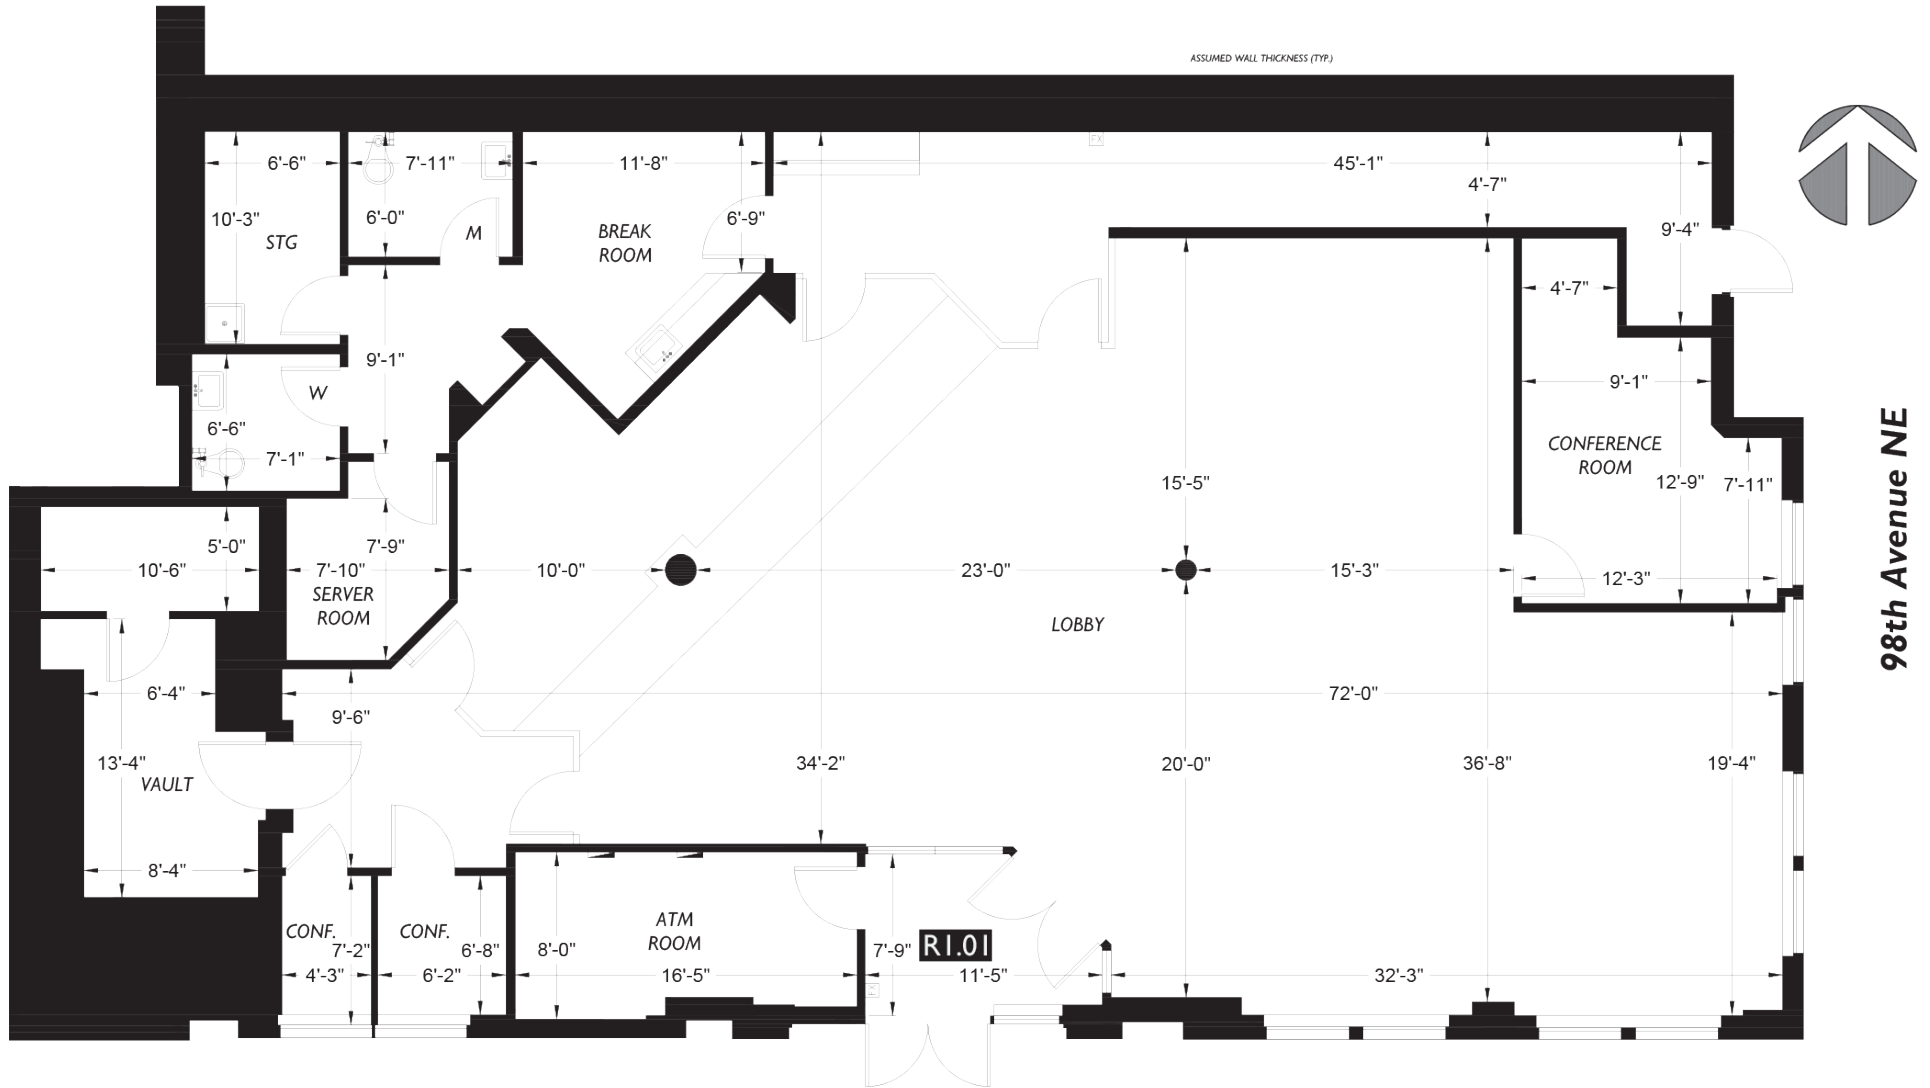 ASSUMED WALL THICKNESS (TYP.)
6'-6"
7'-11"
11'-8"
45'-1"
4'-7"
10'-3"
6'-0"
6'-9"
STG
M
BREAK
ROOM
9'-4"
4'-7"
9'-1"
9'-1"
W
6'-6"
7'-1"
CONFERENCE
ROOM
15'-5"
12'-9"
7'-11"
98th Avenue NE
5'-0"
10'-6"
7'-9"
7'-10"
SERVER
ROOM
10'-0"
23'-0"
15'-3"
12'-3"
LOBBY
6'-4"
9'-6"
72'-0"
13'-4"
VAULT
34'-2"
20'-0"
36'-8"
19'-4"
8'-4"
CONF.
7'-2"
4'-3"
CONF.
6'-8"
6'-2"
8'-0"
ATM
ROOM
16'-5"
7'-9"
R1.01
11'-5"
32'-3"
FX
FX